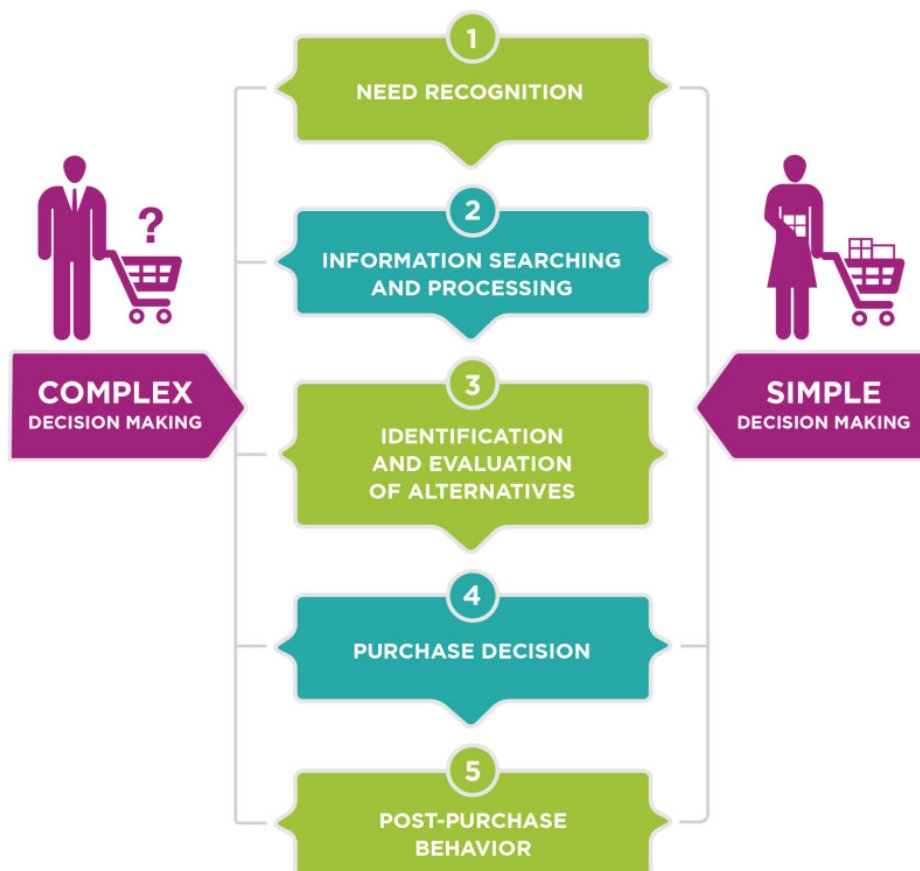 1
NEED RECOGNITION
2
INFORMATION SEARCHING
AND PROCESSING
?
COMPLEX
DECISION MAKING
3
IDENTIFICATION
AND EVALUATION
OF ALTERNATIVES
SIMPLE
DECISION MAKING
4
PURCHASE DECISION
5
POST-PURCHASE
BEHAVIOR